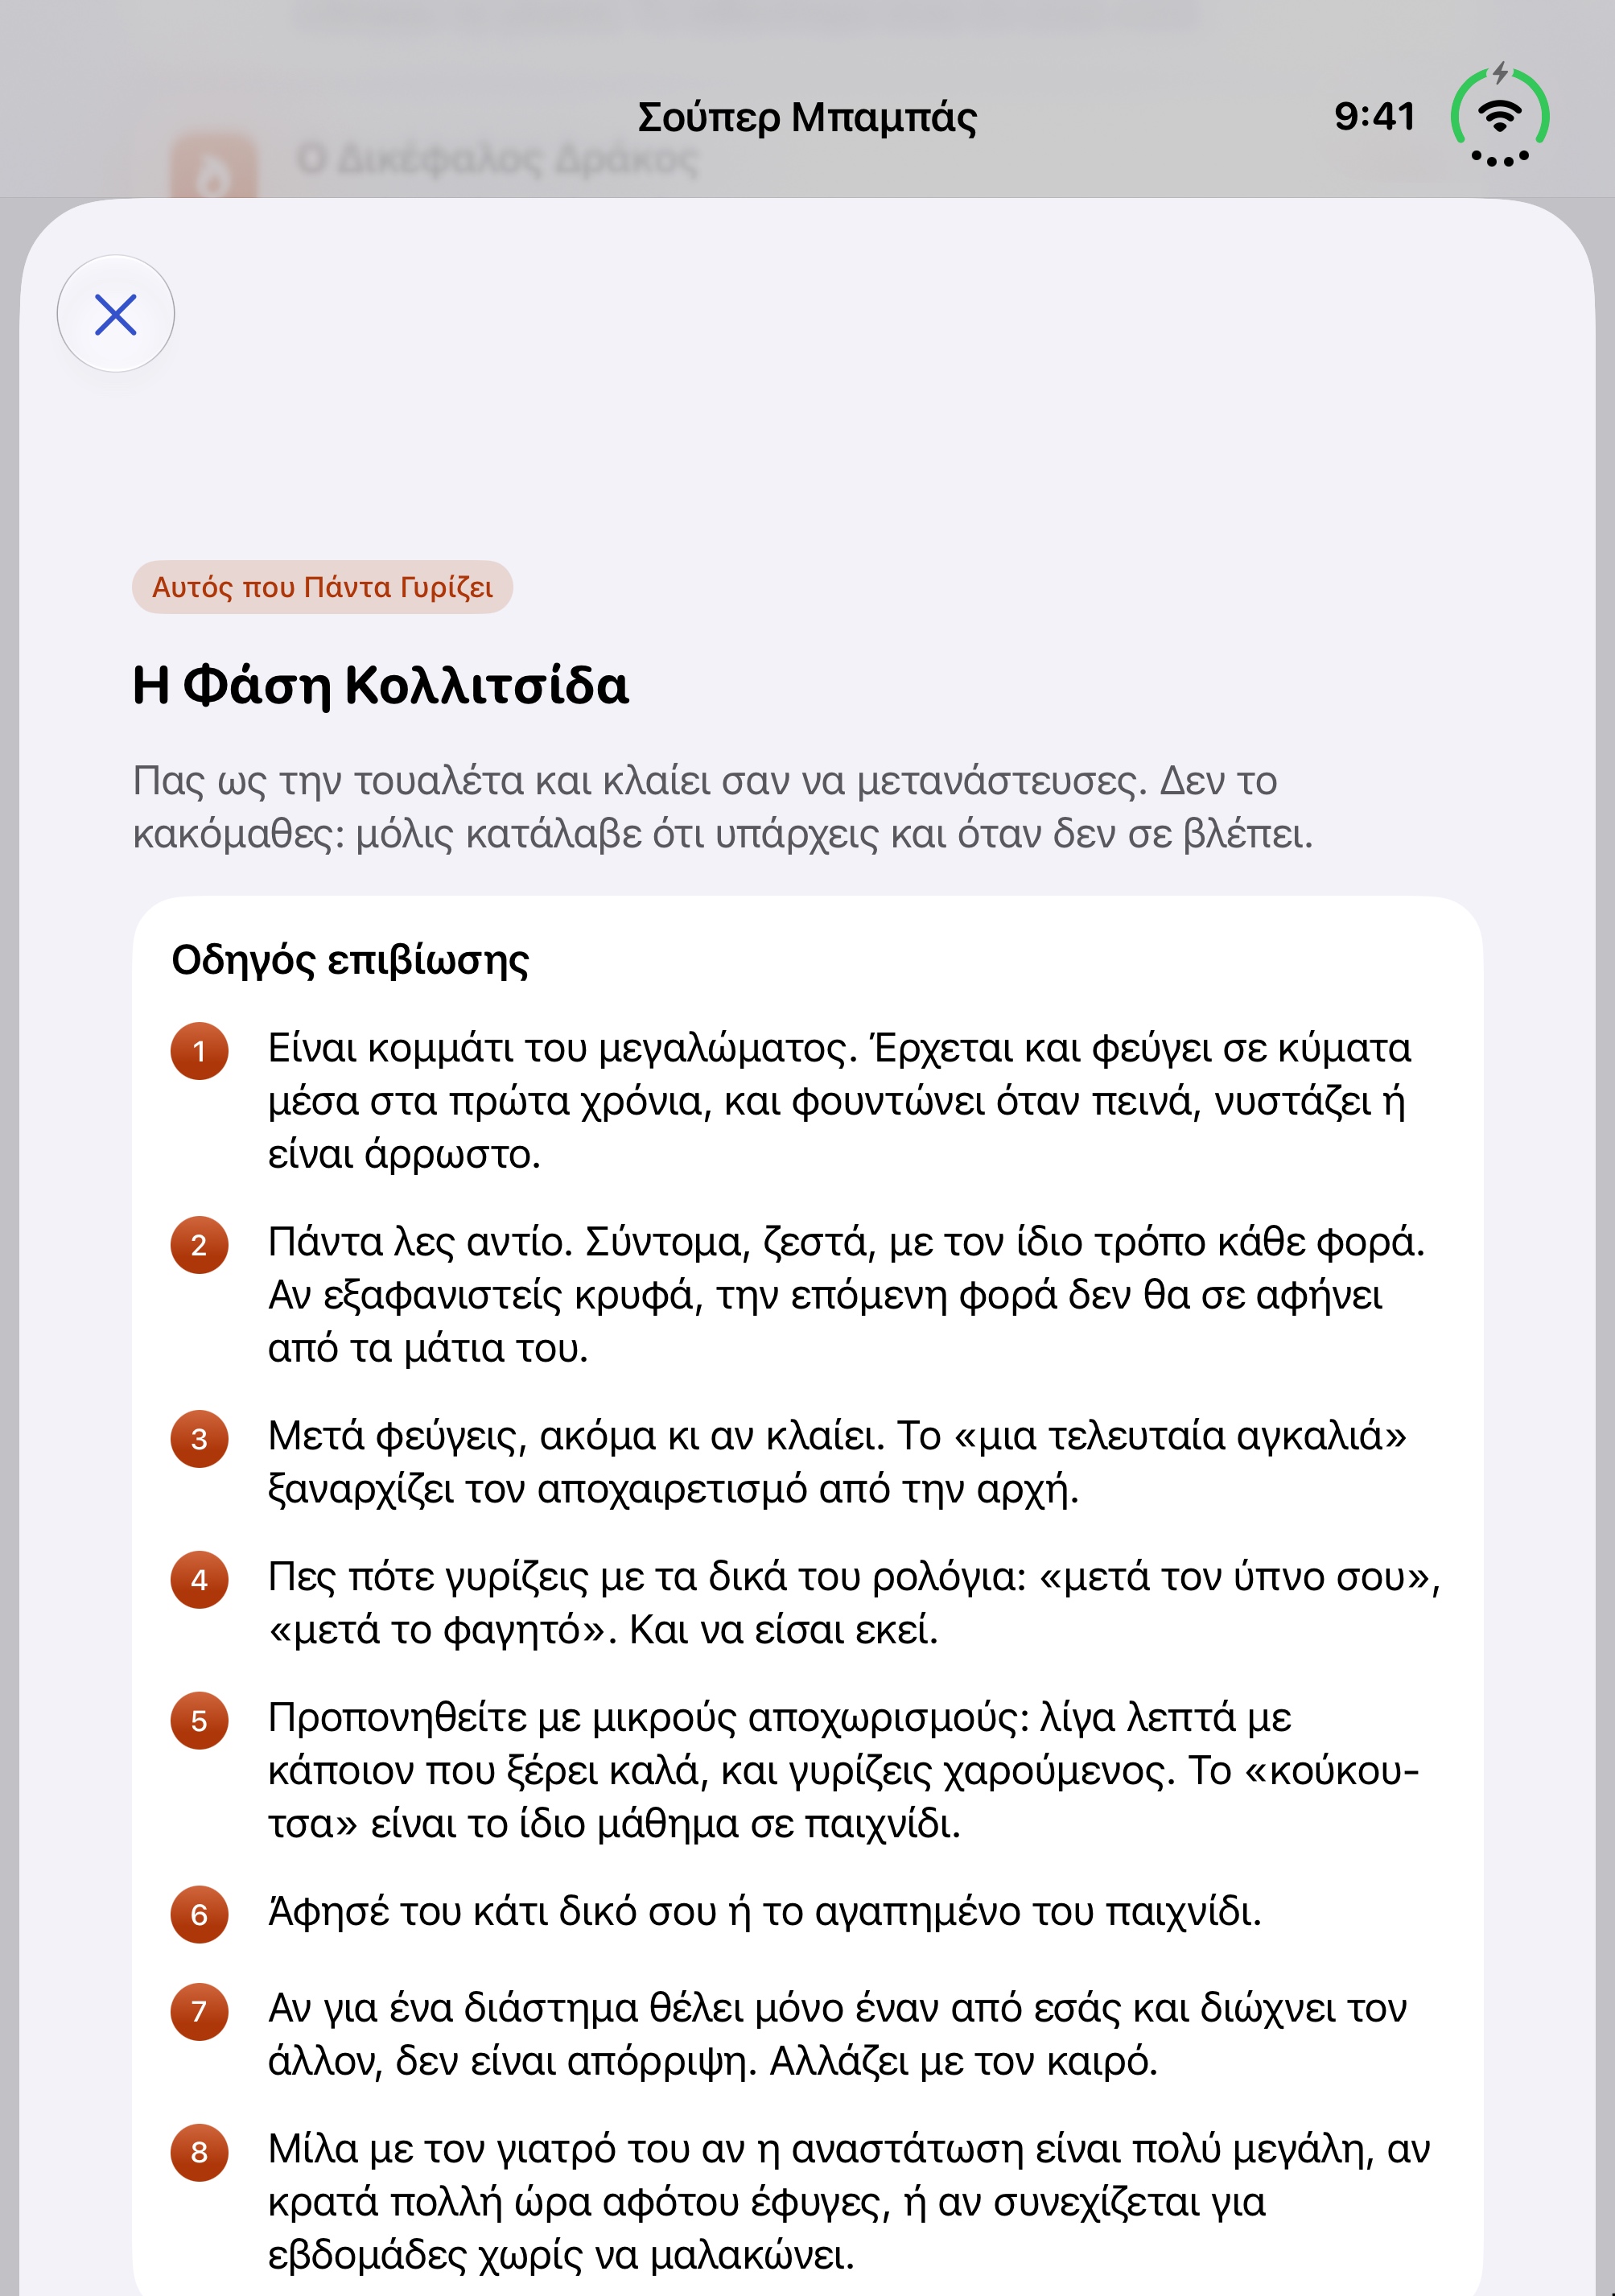 Σούπερ Μπαμπάς
9:41
Ο Δικέφαλος Δράκος
Αυτός που Πάντα Γυρίζει
Η Φάση Κολλιτσίδα
Πας ως την τουαλέτα και κλαίει σαν να μετανάστευσες. Δεν το
κακόμαθες: μόλις κατάλαβε ότι υπάρχεις και όταν δεν σε βλέπει.
Οδηγός επιβίωσης
1
Είναι κομμάτι του μεγαλώματος. Έρχεται και φεύγει σε κύματα
μέσα στα πρώτα χρόνια, και φουντώνει όταν πεινά, νυστάζει ή
είναι άρρωστο.
2
Πάντα λες αντίο. Σύντομα, ζεστά, με τον ίδιο τρόπο κάθε φορά.
Αν εξαφανιστείς κρυφά, την επόμενη φορά δεν θα σε αφήνει
από τα μάτια του.
3
Μετά φεύγεις, ακόμα κι αν κλαίει. Το «μια τελευταία αγκαλιά»
ξαναρχίζει τον αποχαιρετισμό από την αρχή.
4
Πες πότε γυρίζεις με τα δικά του ρολόγια: «μετά τον ύπνο σου»,
«μετά το φαγητό». Και να είσαι εκεί.
5
Προπονηθείτε με μικρούς αποχωρισμούς: λίγα λεπτά με
κάποιον που ξέρει καλά, και γυρίζεις χαρούμενος. Το «κούκου-
τσα» είναι το ίδιο μάθημα σε παιχνίδι.
6
Άφησέ του κάτι δικό σου ή το αγαπημένο του παιχνίδι.
7
Αν για ένα διάστημα θέλει μόνο έναν από εσάς και διώχνει τον
άλλον, δεν είναι απόρριψη. Αλλάζει με τον καιρό.
8
Μίλα με τον γιατρό του αν η αναστάτωση είναι πολύ μεγάλη, αν
κρατά πολλή ώρα αφότου έφυγες, ή αν συνεχίζεται για
εβδομάδες χωρίς να μαλακώνει.